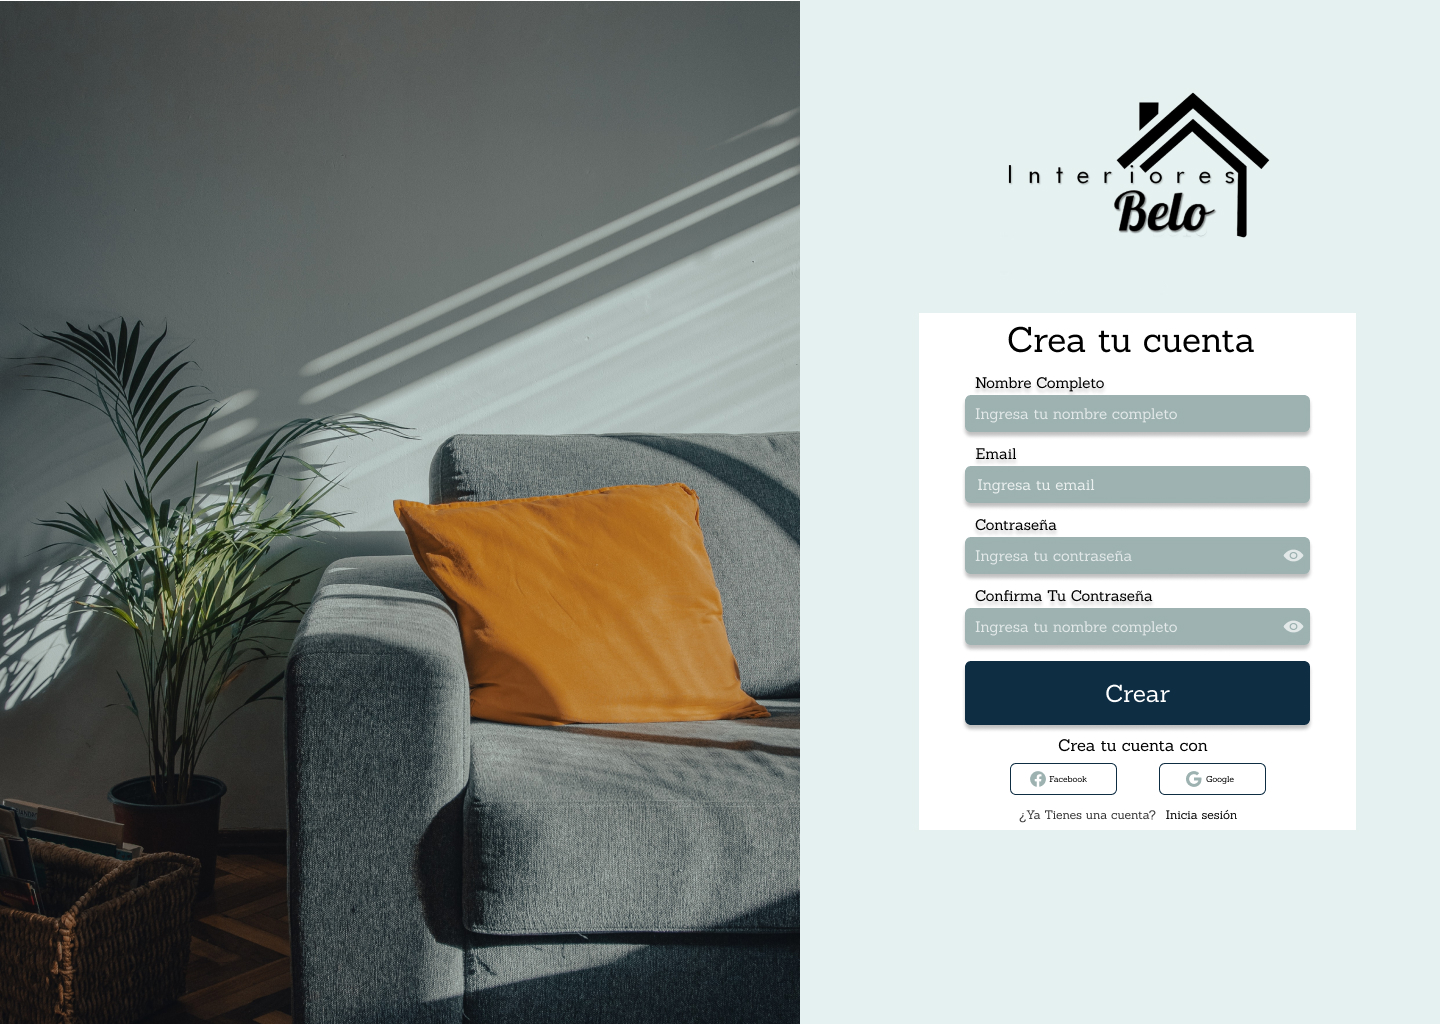 Interiores
Belo
Crea tu cuenta
Nombre Completo
Ingresa tu nombre completo
Email
Ingresa tu email
Contraseña
Ingresa tu contraseña
Confirma Tu Contraseña
Ingresa tu nombre completo
Crear
Crea tu cuenta con
Facebook
Google
¿Ya Tienes una cuenta? Inicia sesión